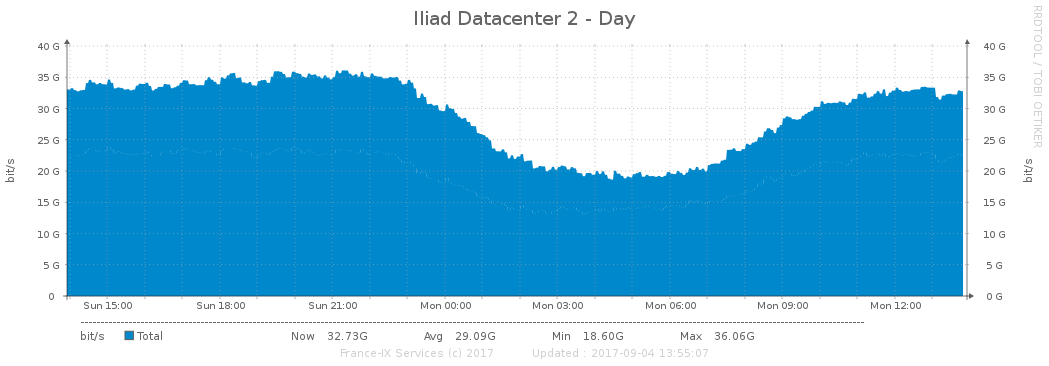 Iliad Datacenter 2 - Day
RRDTOOL / TOBI OETIKER
40 G 40 G
35 G 35 G
30 G 30 G
25 G 25 G
20 G 20 G
15 G 15 G
10 G 10 G
5 G 5 G
0 0 G
bit/s bit/s
Sun 15:00 Sun 18:00 Sun 21:00 Mon 00:00 Mon 03:00 Mon 06:00 Mon 09:00 Mon 12:00
bit/s Total Now 32.73G Avg 29.09G Min 18.60G Max 36.06G
France-IX Services (c) 2017 Updated : 2017-09-04 13:55:07